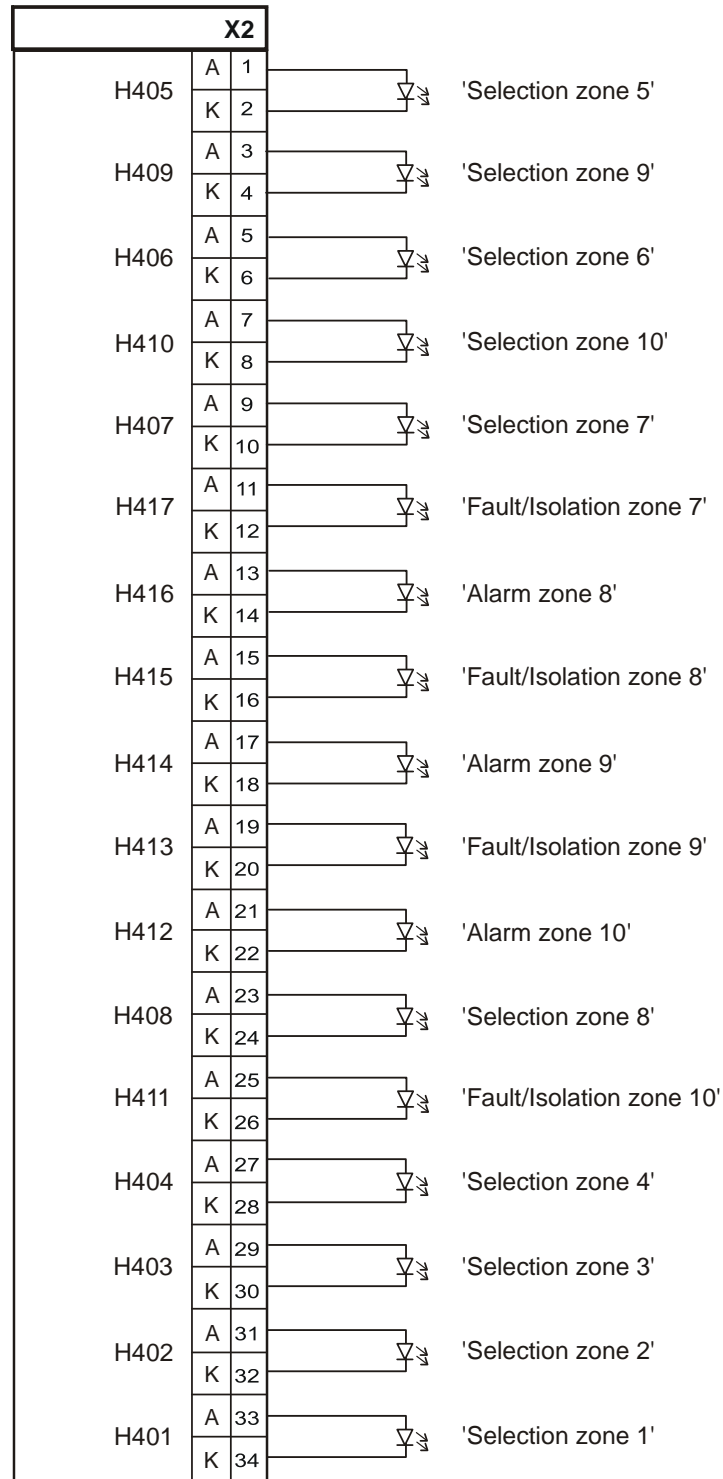 X2
A 1
H405 'Selection zone 5'
K 2
A 3
H409 'Selection zone 9'
K 4
A 5
H406 'Selection zone 6'
K 6
A 7
H410 'Selection zone 10'
K 8
A 9
H407 'Selection zone 7'
K 10
A 11
H417 'Fault/Isolation zone 7'
K 12
A 13
H416 'Alarm zone 8'
K 14
A 15
H415 'Fault/Isolation zone 8'
K 16
A 17
H414 'Alarm zone 9'
K 18
A 19
H413 'Fault/Isolation zone 9'
K 20
A 21
H412 'Alarm zone 10'
K 22
A 23
H408 'Selection zone 8'
K 24
A 25
H411 'Fault/Isolation zone 10'
K 26
A 27
H404 'Selection zone 4'
K 28
A 29
H403 'Selection zone 3'
K 30
A 31
H402 'Selection zone 2'
K 32
A 33
H401 'Selection zone 1'
K 34